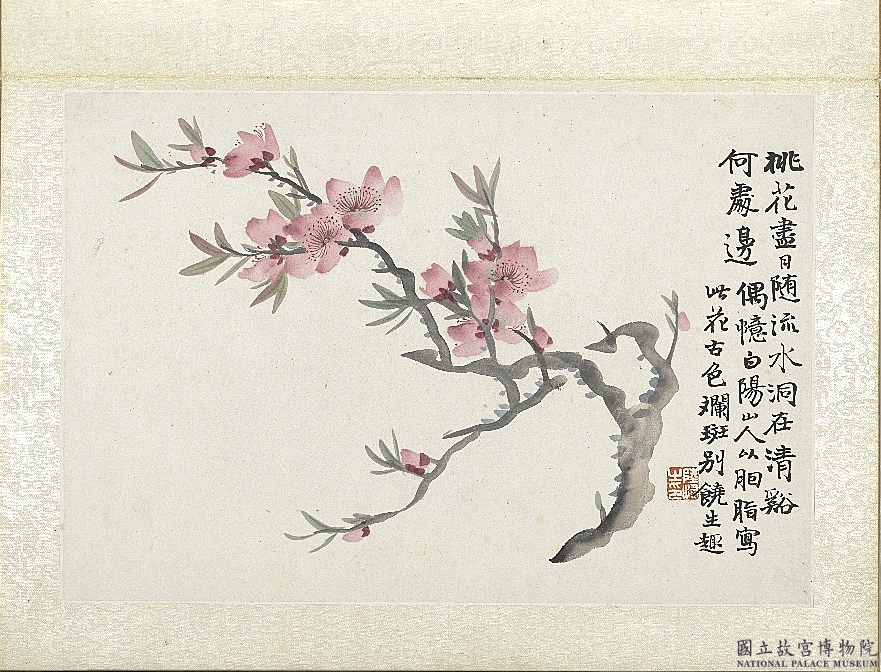 桃花盡日随流水洞在清谿
何處邊 偶憶白陽山人以胭脂寫
此花古色斕斑別饒生趣
國立故宮博物院
NATIONAL PALACE MUSEUM